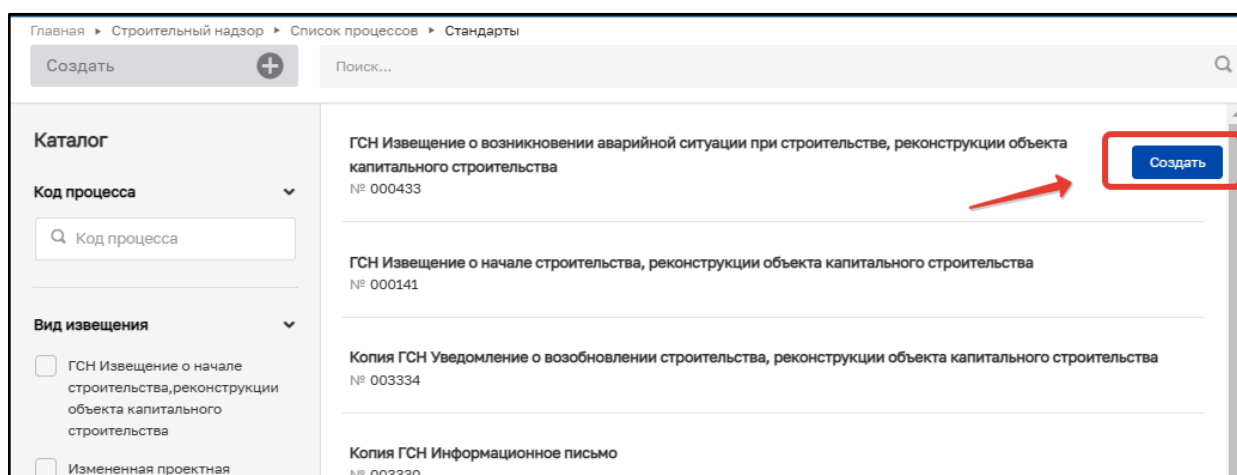 Главная ▸ Строительный надзор ▸ Список процессов ▸ Стандарты
Создать
Поиск...
Каталог
Код процесса
Код процесса
Вид извещения
ГСН Извещение о начале
строительства,реконструкции
объекта капитального
строительства
Измененная проектная
ГСН Извещение о возникновении аварийной ситуации при строительстве, реконструкции объекта
капитального строительства
№ 000433
Создать
ГСН Извещение о начале строительства, реконструкции объекта капитального строительства
№ 000141
Копия ГСН Уведомление о возобновлении строительства, реконструкции объекта капитального строительства
№ 003334
Копия ГСН Информационное письмо
№ 003330